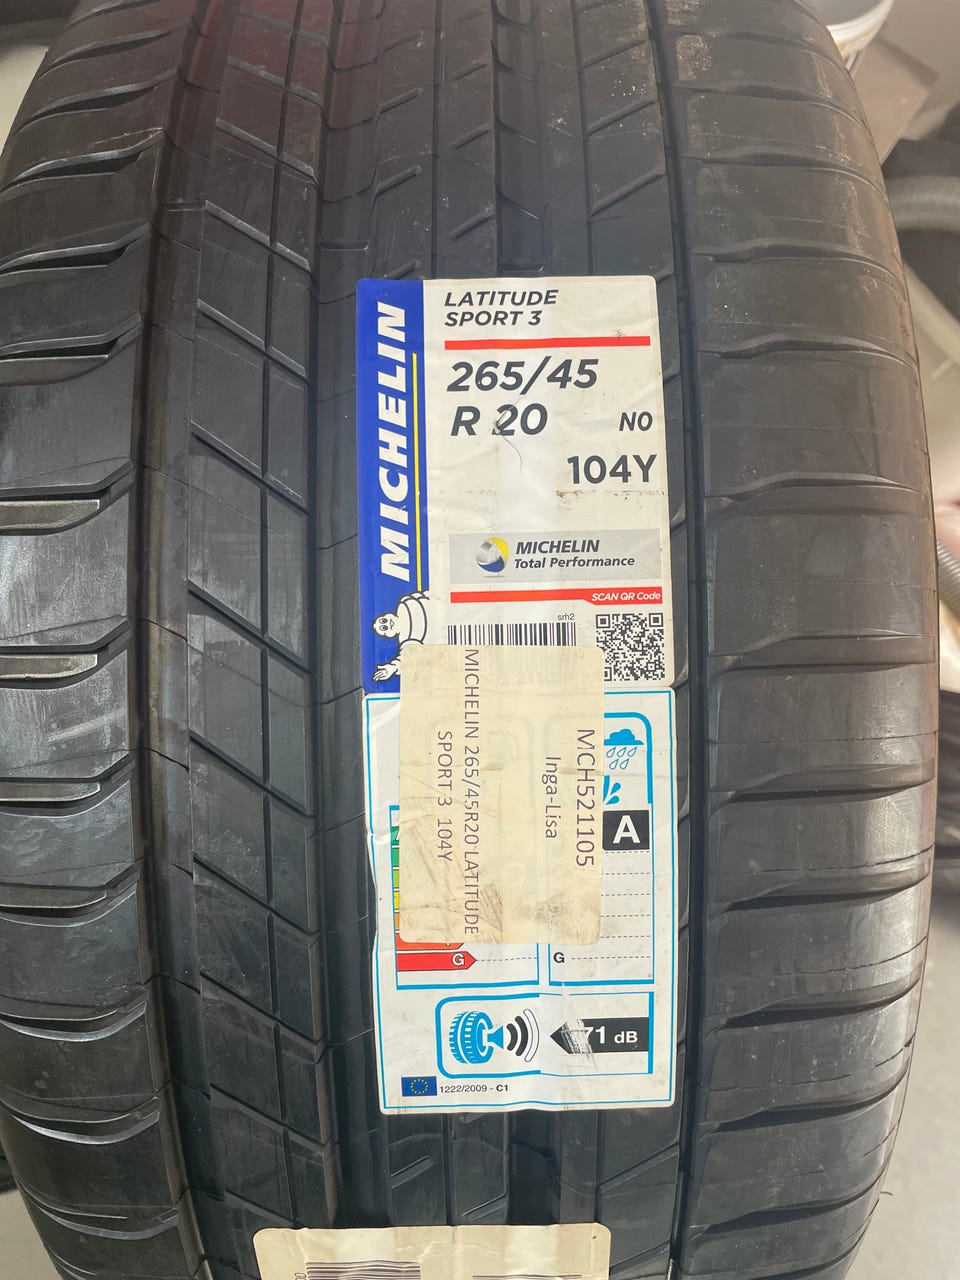 MICHELIN
LATITUDE
SPORT 3
265/45
R 20 N0
104Y
MICHELIN
Total Performance
SCAN QR Code
srh2
MCH521105
Inga-Lisa
MICHELIN 265/45R20 LATITUDE
SPORT 3 104Y
A
G
G
71 dB
1222/2009 - C1